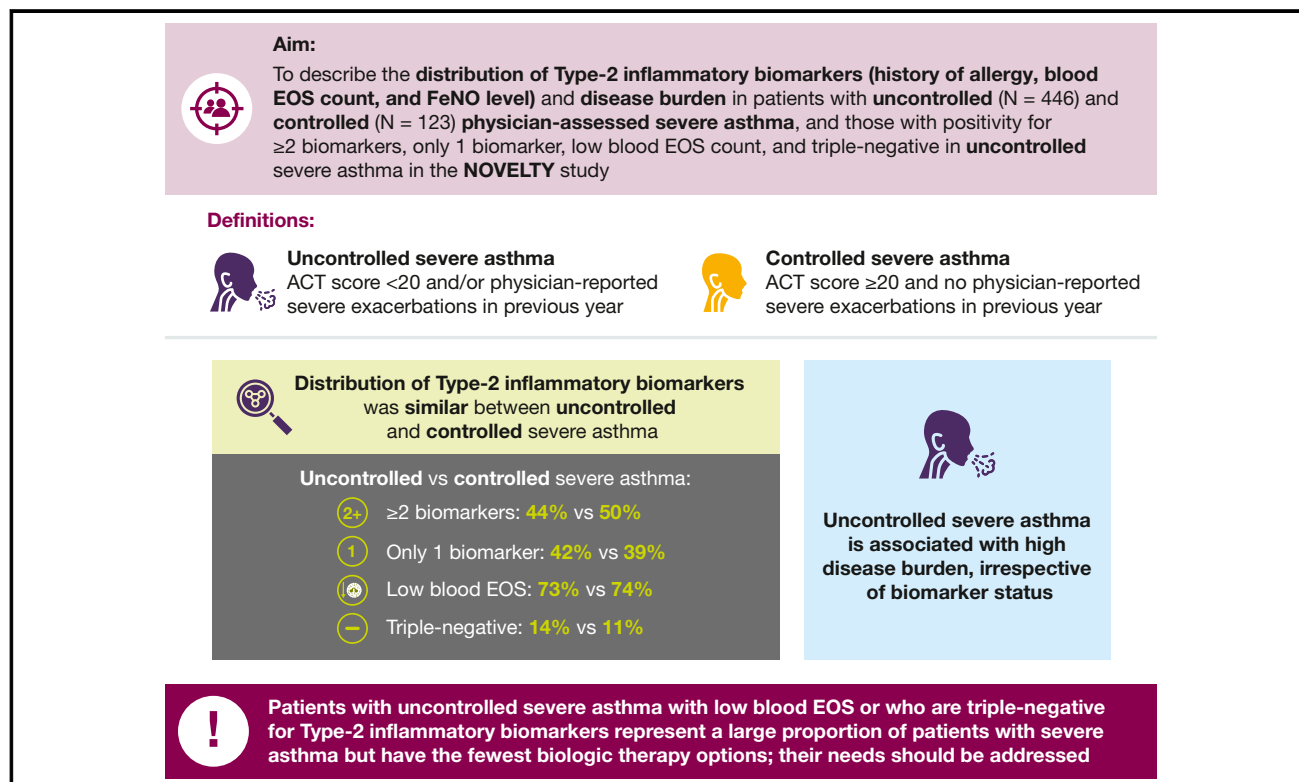 Aim:
To describe the distribution of Type-2 inflammatory biomarkers (history of allergy, blood
EOS count, and FeNO level) and disease burden in patients with uncontrolled (N = 446) and
controlled (N = 123) physician-assessed severe asthma, and those with positivity for
≥2 biomarkers, only 1 biomarker, low blood EOS count, and triple-negative in uncontrolled
severe asthma in the NOVELTY study
Definitions:
Uncontrolled severe asthma
ACT score <20 and/or physician-reported
severe exacerbations in previous year
Controlled severe asthma
ACT score ≥20 and no physician-reported
severe exacerbations in previous year
Distribution of Type-2 inflammatory biomarkers
was similar between uncontrolled
and controlled severe asthma
Uncontrolled vs controlled severe asthma:
2+ ≥2 biomarkers: 44% vs 50%
1 Only 1 biomarker: 42% vs 39%
Low blood EOS: 73% vs 74%
– Triple-negative: 14% vs 11%
Uncontrolled severe asthma
is associated with high
disease burden, irrespective
of biomarker status
! Patients with uncontrolled severe asthma with low blood EOS or who are triple-negative
for Type-2 inflammatory biomarkers represent a large proportion of patients with severe
asthma but have the fewest biologic therapy options; their needs should be addressed